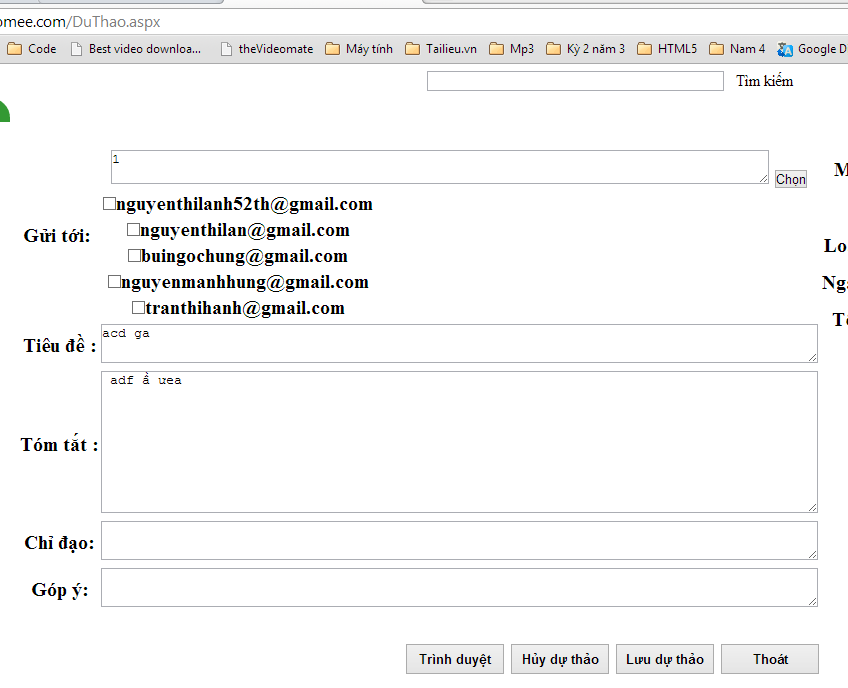 omee.com/DuThao.aspx
Code Best video downloa... theVideomate Máy tính Tailieu.vn Mp3 Kỳ 2 năm 3 HTML5 Nam 4 Google D
Tìm kiếm
1
Chọn
M
nguyenthilanh52th@gmail.com
Gửi tới:
nguyenthilan@gmail.com
Lo
buingochung@gmail.com
nguyenmanhhung@gmail.com
Ngà
tranthihanh@gmail.com
Tê
Tiêu đề : acd ga
adf ầ ưea
Tóm tắt :
Chỉ đạo:
Góp ý:
Trình duyệt Hủy dự thảo Lưu dự thảo Thoát